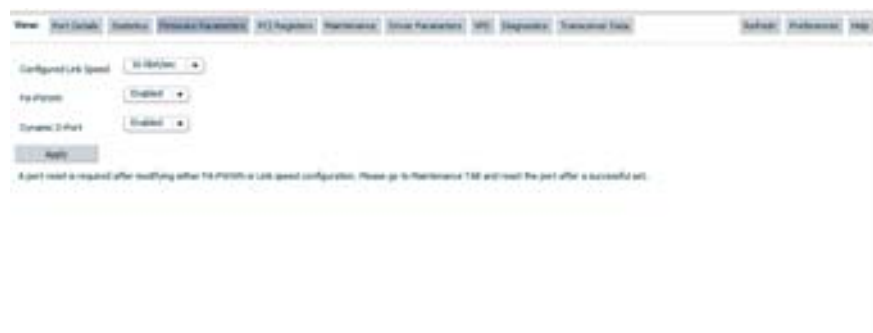 Views: Port Details Statistics Firmware Parameters PCI Registers Maintenance Driver Parameters VPD Diagnostics Transceiver Data Refresh Preferences Help
Configured Link Speed
FA-PWWN Enabled
Dynamic D-Port Enabled
Apply
A port reset is required after modifying either FA-PWWN or Link speed configuration. Please go to Maintenance TAB and reset the port after a successful set.